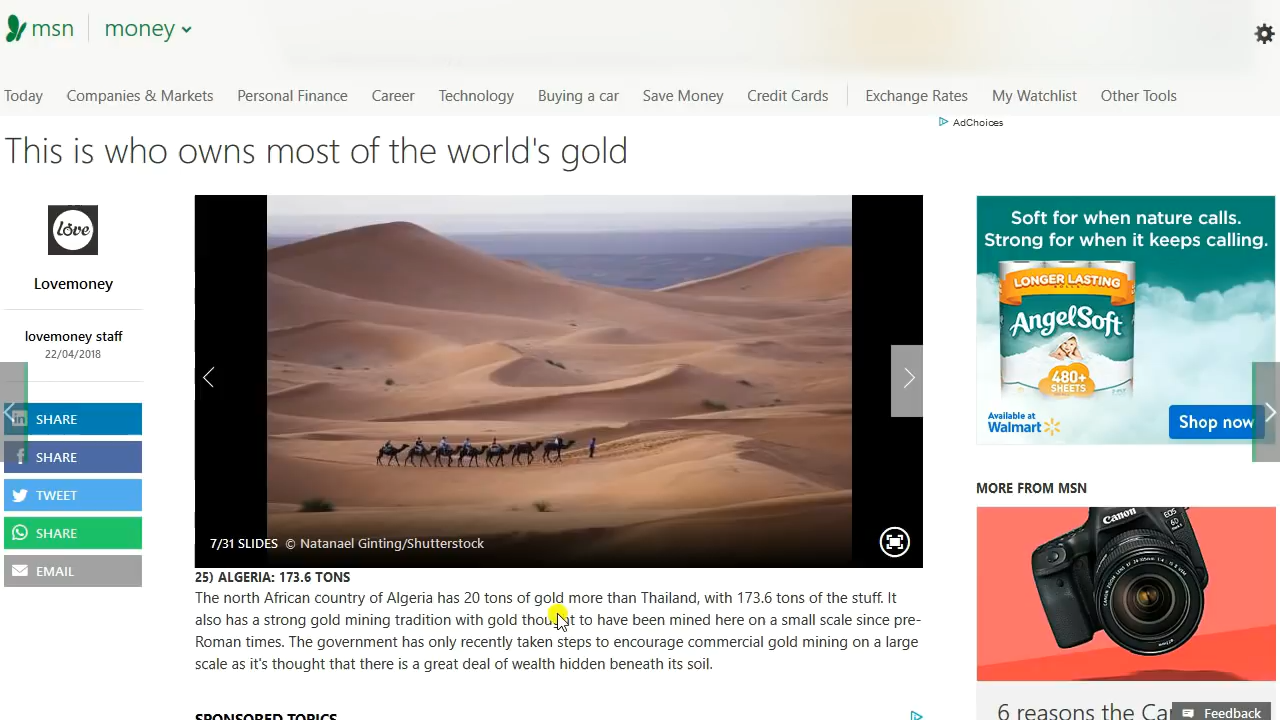 msn
money
Today
Companies & Markets
Personal Finance
Career
Technology
Buying a car
Save Money
Credit Cards
Exchange Rates
My Watchlist
Other Tools
AdChoices
This is who owns most of the world's gold
love
Lovemoney
lovemoney staff
22/04/2018
in SHARE
f SHARE
TWEET
SHARE
EMAIL
7/31 SLIDES © Natanael Ginting/Shutterstock
25) ALGERIA: 173.6 TONS
The north African country of Algeria has 20 tons of gold more than Thailand, with 173.6 tons of the stuff. It
also has a strong gold mining tradition with gold thought to have been mined here on a small scale since pre-
Roman times. The government has only recently taken steps to encourage commercial gold mining on a large
scale as it's thought that there is a great deal of wealth hidden beneath its soil.
SPONSORED TOPICS
Soft for when nature calls.
Strong for when it keeps calling.
LONGER LASTING
AngelSoft
480+
SHEETS
Available at
Walmart
Shop now
MORE FROM MSN
Canon
EOS
6D
6 reasons the Ca
Feedback